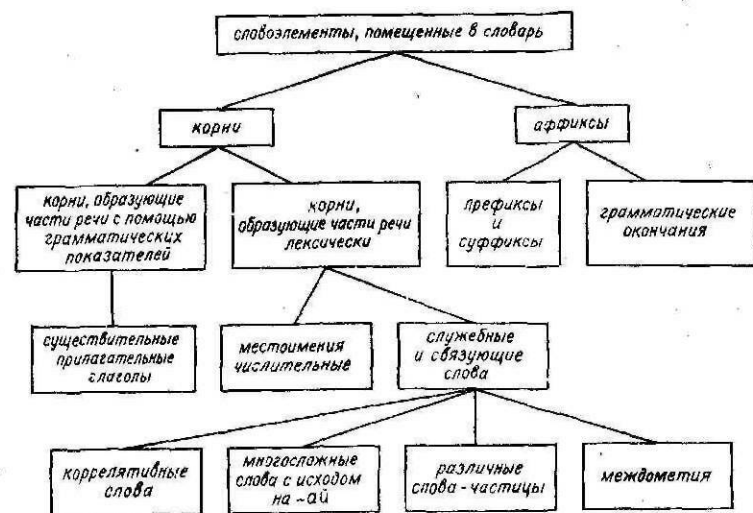 словоэлементы, помещенные в словарь
корни
аффиксы
корни, образующие
части речи с помощью
грамматических
показателей
корни,
образующие части речи
лексически
префиксы
и
суффиксы
грамматические
окончания
существительные
прилагательные
глаголы
местоимения
числительные
служебные
и связующие
слова
коррелятивные
слова
многосложные
слова с исходом
на -ай
различные
слова-частицы
междометия